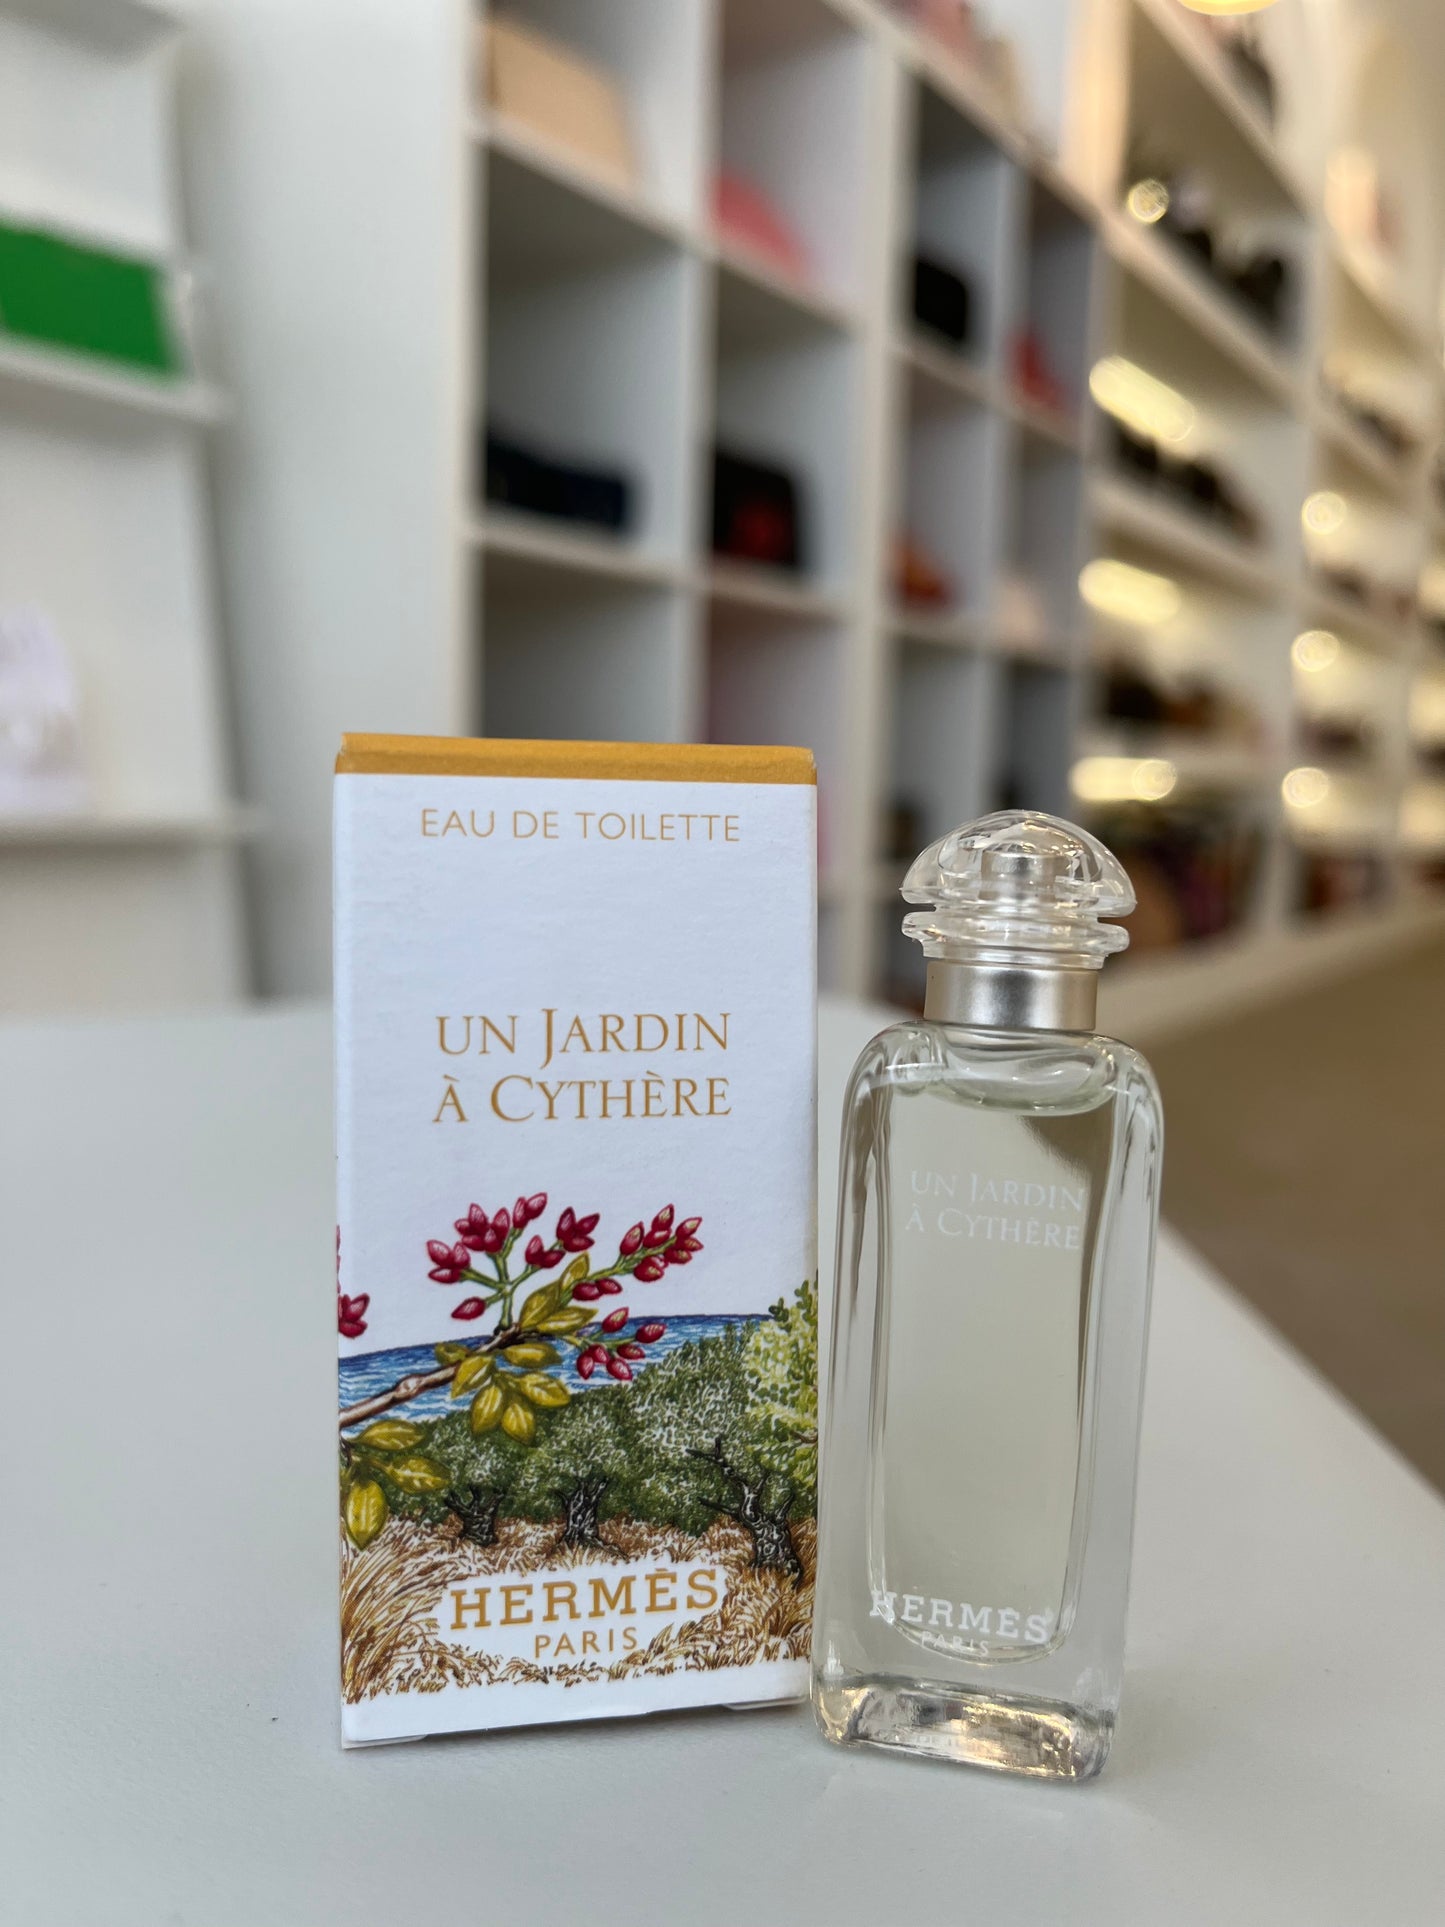 EAU DE TOILETTE
UN JARDIN
À CYTHÈRE
HERMÈS
PARIS
UN JARDIN
À CYTHÈRE
HERMÈS
PARIS